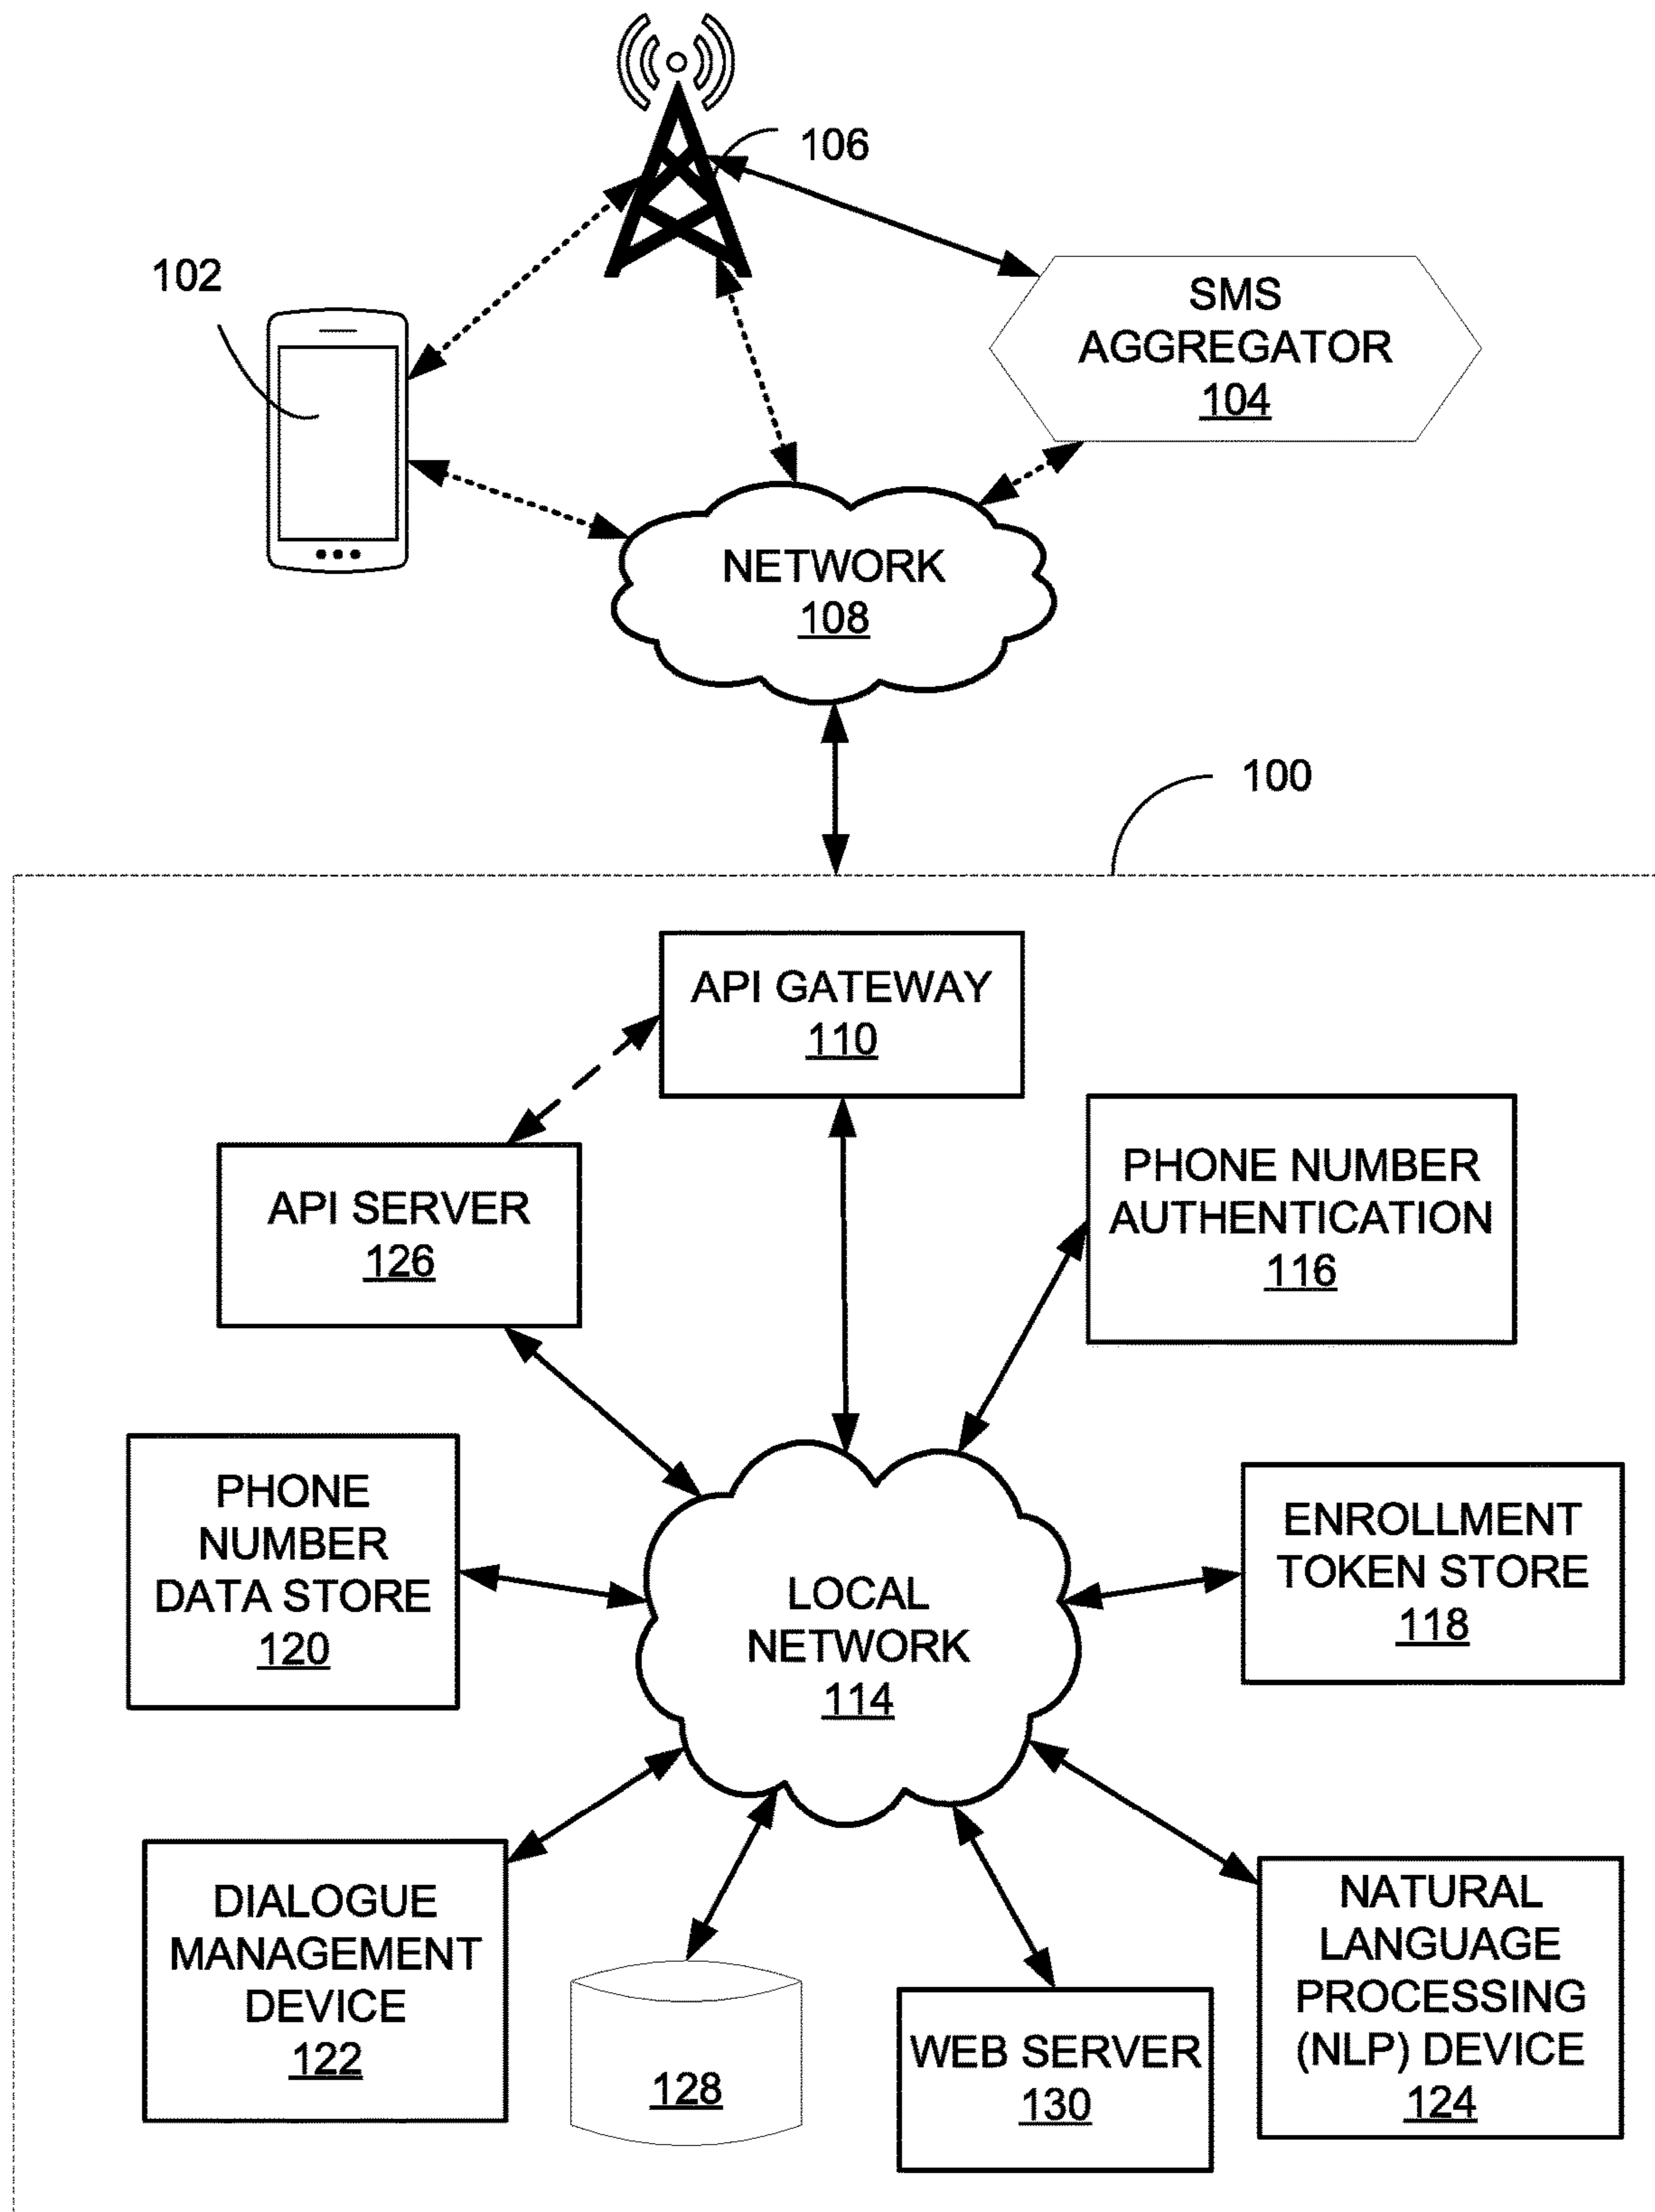 106
102
SMS
AGGREGATOR
104
NETWORK
108
100
API GATEWAY
110
PHONE NUMBER
AUTHENTICATION
116
API SERVER
126
PHONE
NUMBER
DATA STORE
120
ENROLLMENT
TOKEN STORE
118
LOCAL
NETWORK
114
DIALOGUE
MANAGEMENT
DEVICE
122
128
WEB SERVER
130
NATURAL
LANGUAGE
PROCESSING
(NLP) DEVICE
124